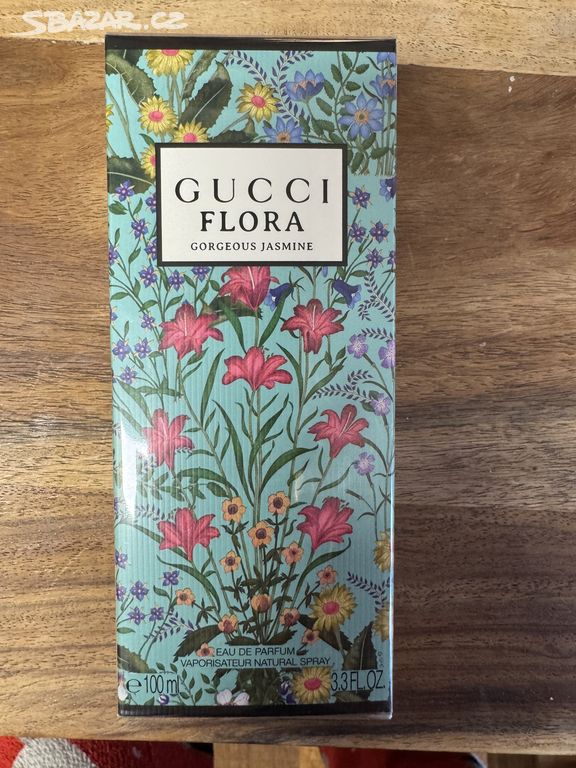 SBAZAR.CZ
GUCCI
FLORA
GORGEOUS JASMINE
EAU DE PARFUM
VAPORISATEUR NATURAL SPRAY
e 100 ml 3.3 FL.OZ.